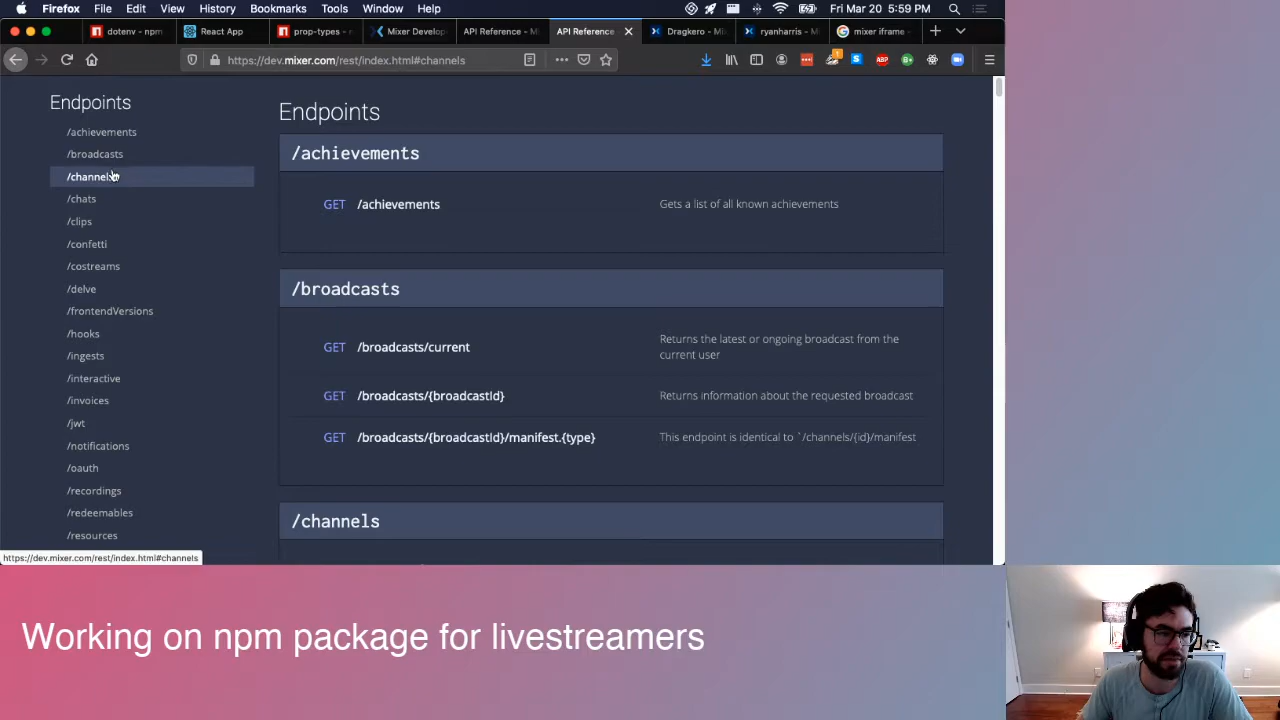 Firefox File Edit View Bookmarks Tools Window Help Fri Mar 20 5:59 PM
dotenv - npm React App prop-types - n Mixer Develop API Reference - Mi API Reference Dragkero - Mi ryanharris - Mi mixer iframe -
https://dev.mixer.com/rest/index.html#channels
Endpoints
/achievements
/broadcasts
/channels
/chats
/clips
/confetti
/costreams
/delve
/frontendVersions
/hooks
/ingests
/interactive
/invoices
/jwt
/notifications
/oauth
/recordings
/redeemables
/resources
Endpoints
/achievements
GET /achievements Gets a list of all known achievements
/broadcasts
GET /broadcasts/current Returns the latest or ongoing broadcast from the
current user
GET /broadcasts/{broadcastId} Returns information about the requested broadcast
GET /broadcasts/{broadcastId}/manifest.{type} This endpoint is identical to `/channels/{id}/manifest
/channels
https://dev.mixer.com/rest/index.html#channels
Working on npm package for livestreamers